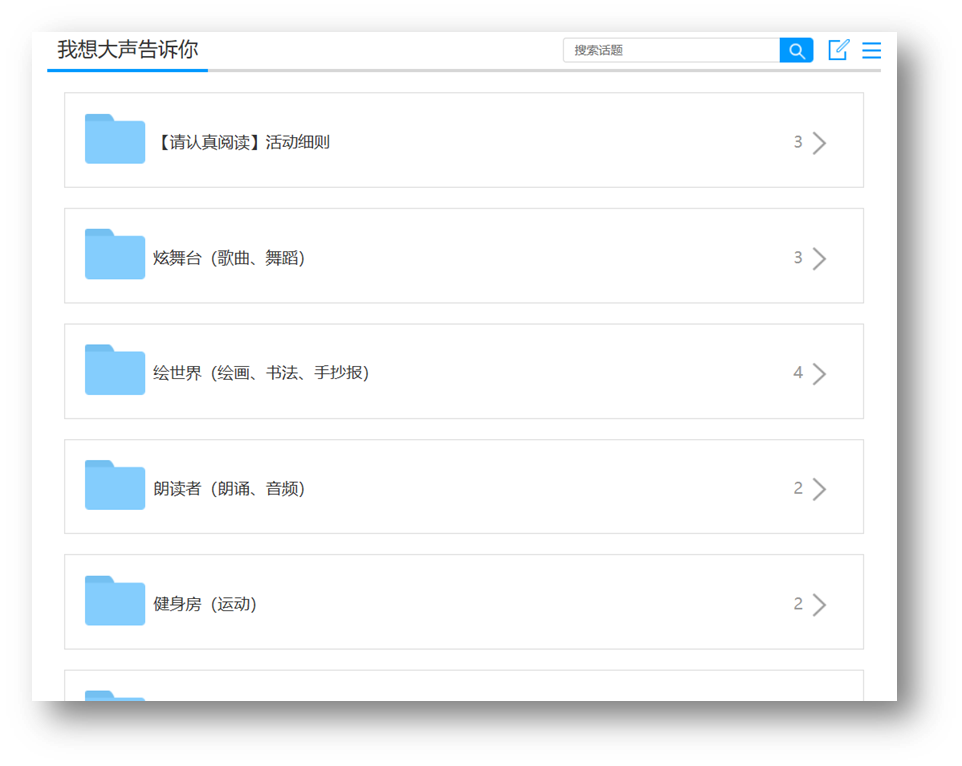 我想大声告诉你
搜索话题
【请认真阅读】活动细则
3
炫舞台（歌曲、舞蹈）
3
绘世界（绘画、书法、手抄报）
4
朗读者（朗诵、音频）
2
健身房（运动）
2